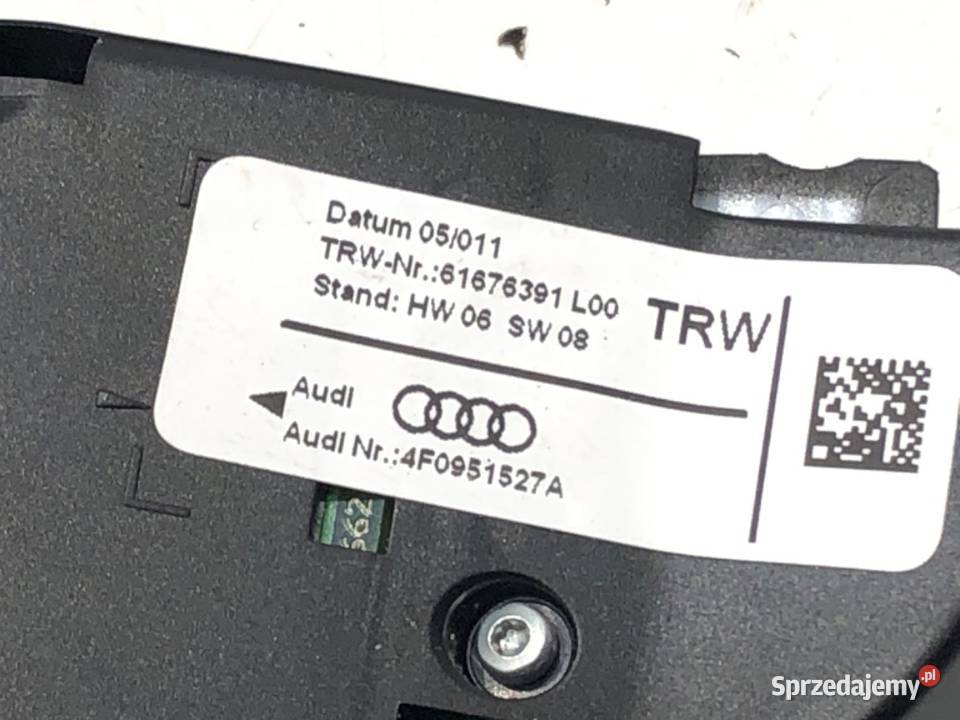 Datum 05/011
TRW-Nr.:61676391 L00
Stand: HW 06 SW 08
TRW
Audi
Audi Nr.:4F0951527A
662
Sprzedajemy.pl